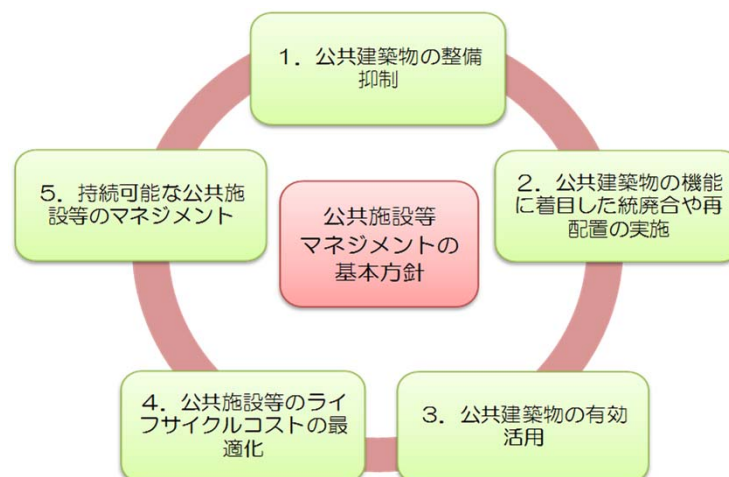 1．公共建築物の整備
抑制
2．公共建築物の機能
に着目した統廃合や再
配置の実施
3．公共建築物の有効
活用
4．公共施設等のライ
フサイクルコストの最
適化
5．持続可能な公共施
設等のマネジメント
公共施設等
マネジメントの
基本方針